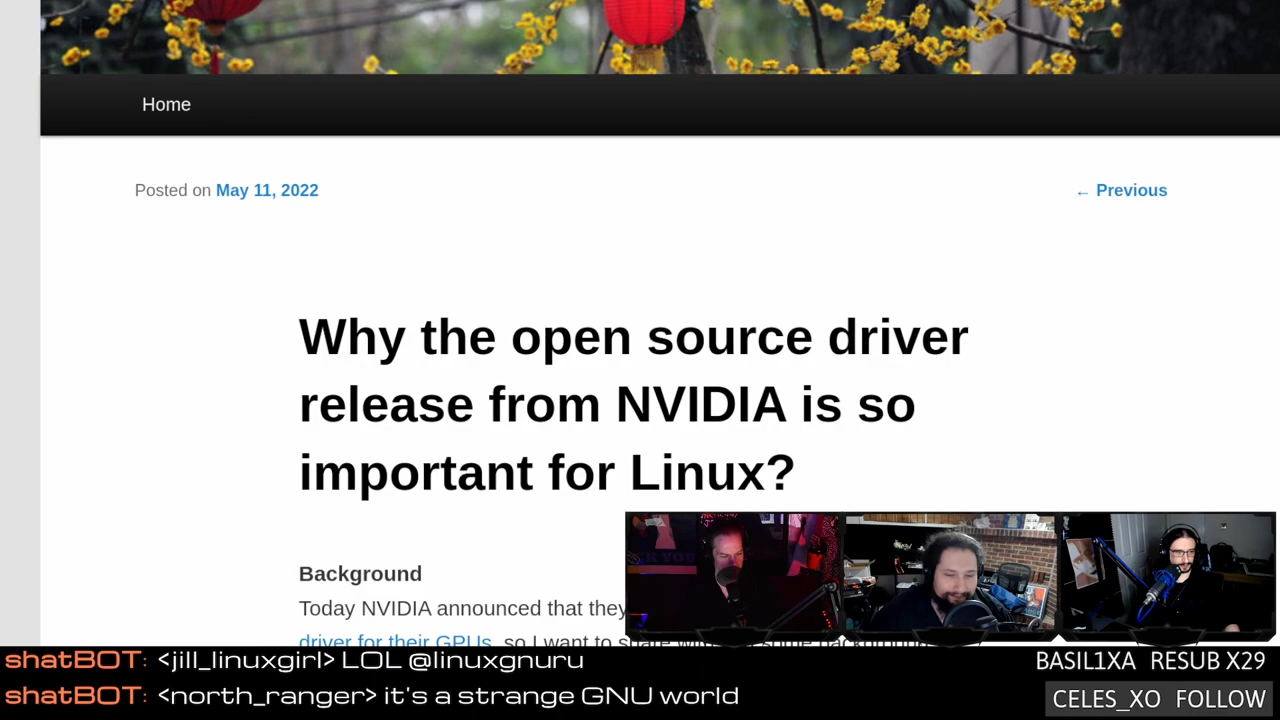 Home
Posted on May 11, 2022
← Previous
Why the open source driver
release from NVIDIA is so
important for Linux?
Background
Today NVIDIA announced that they
driver for their GPUs, so I want to share with
shatBOT: <jill_linuxgirl> LOL @linuxgnuru
BASIL1XA RESUB X29
shatBOT: <north_ranger> it's a strange GNU world
CELES_XO FOLLOW